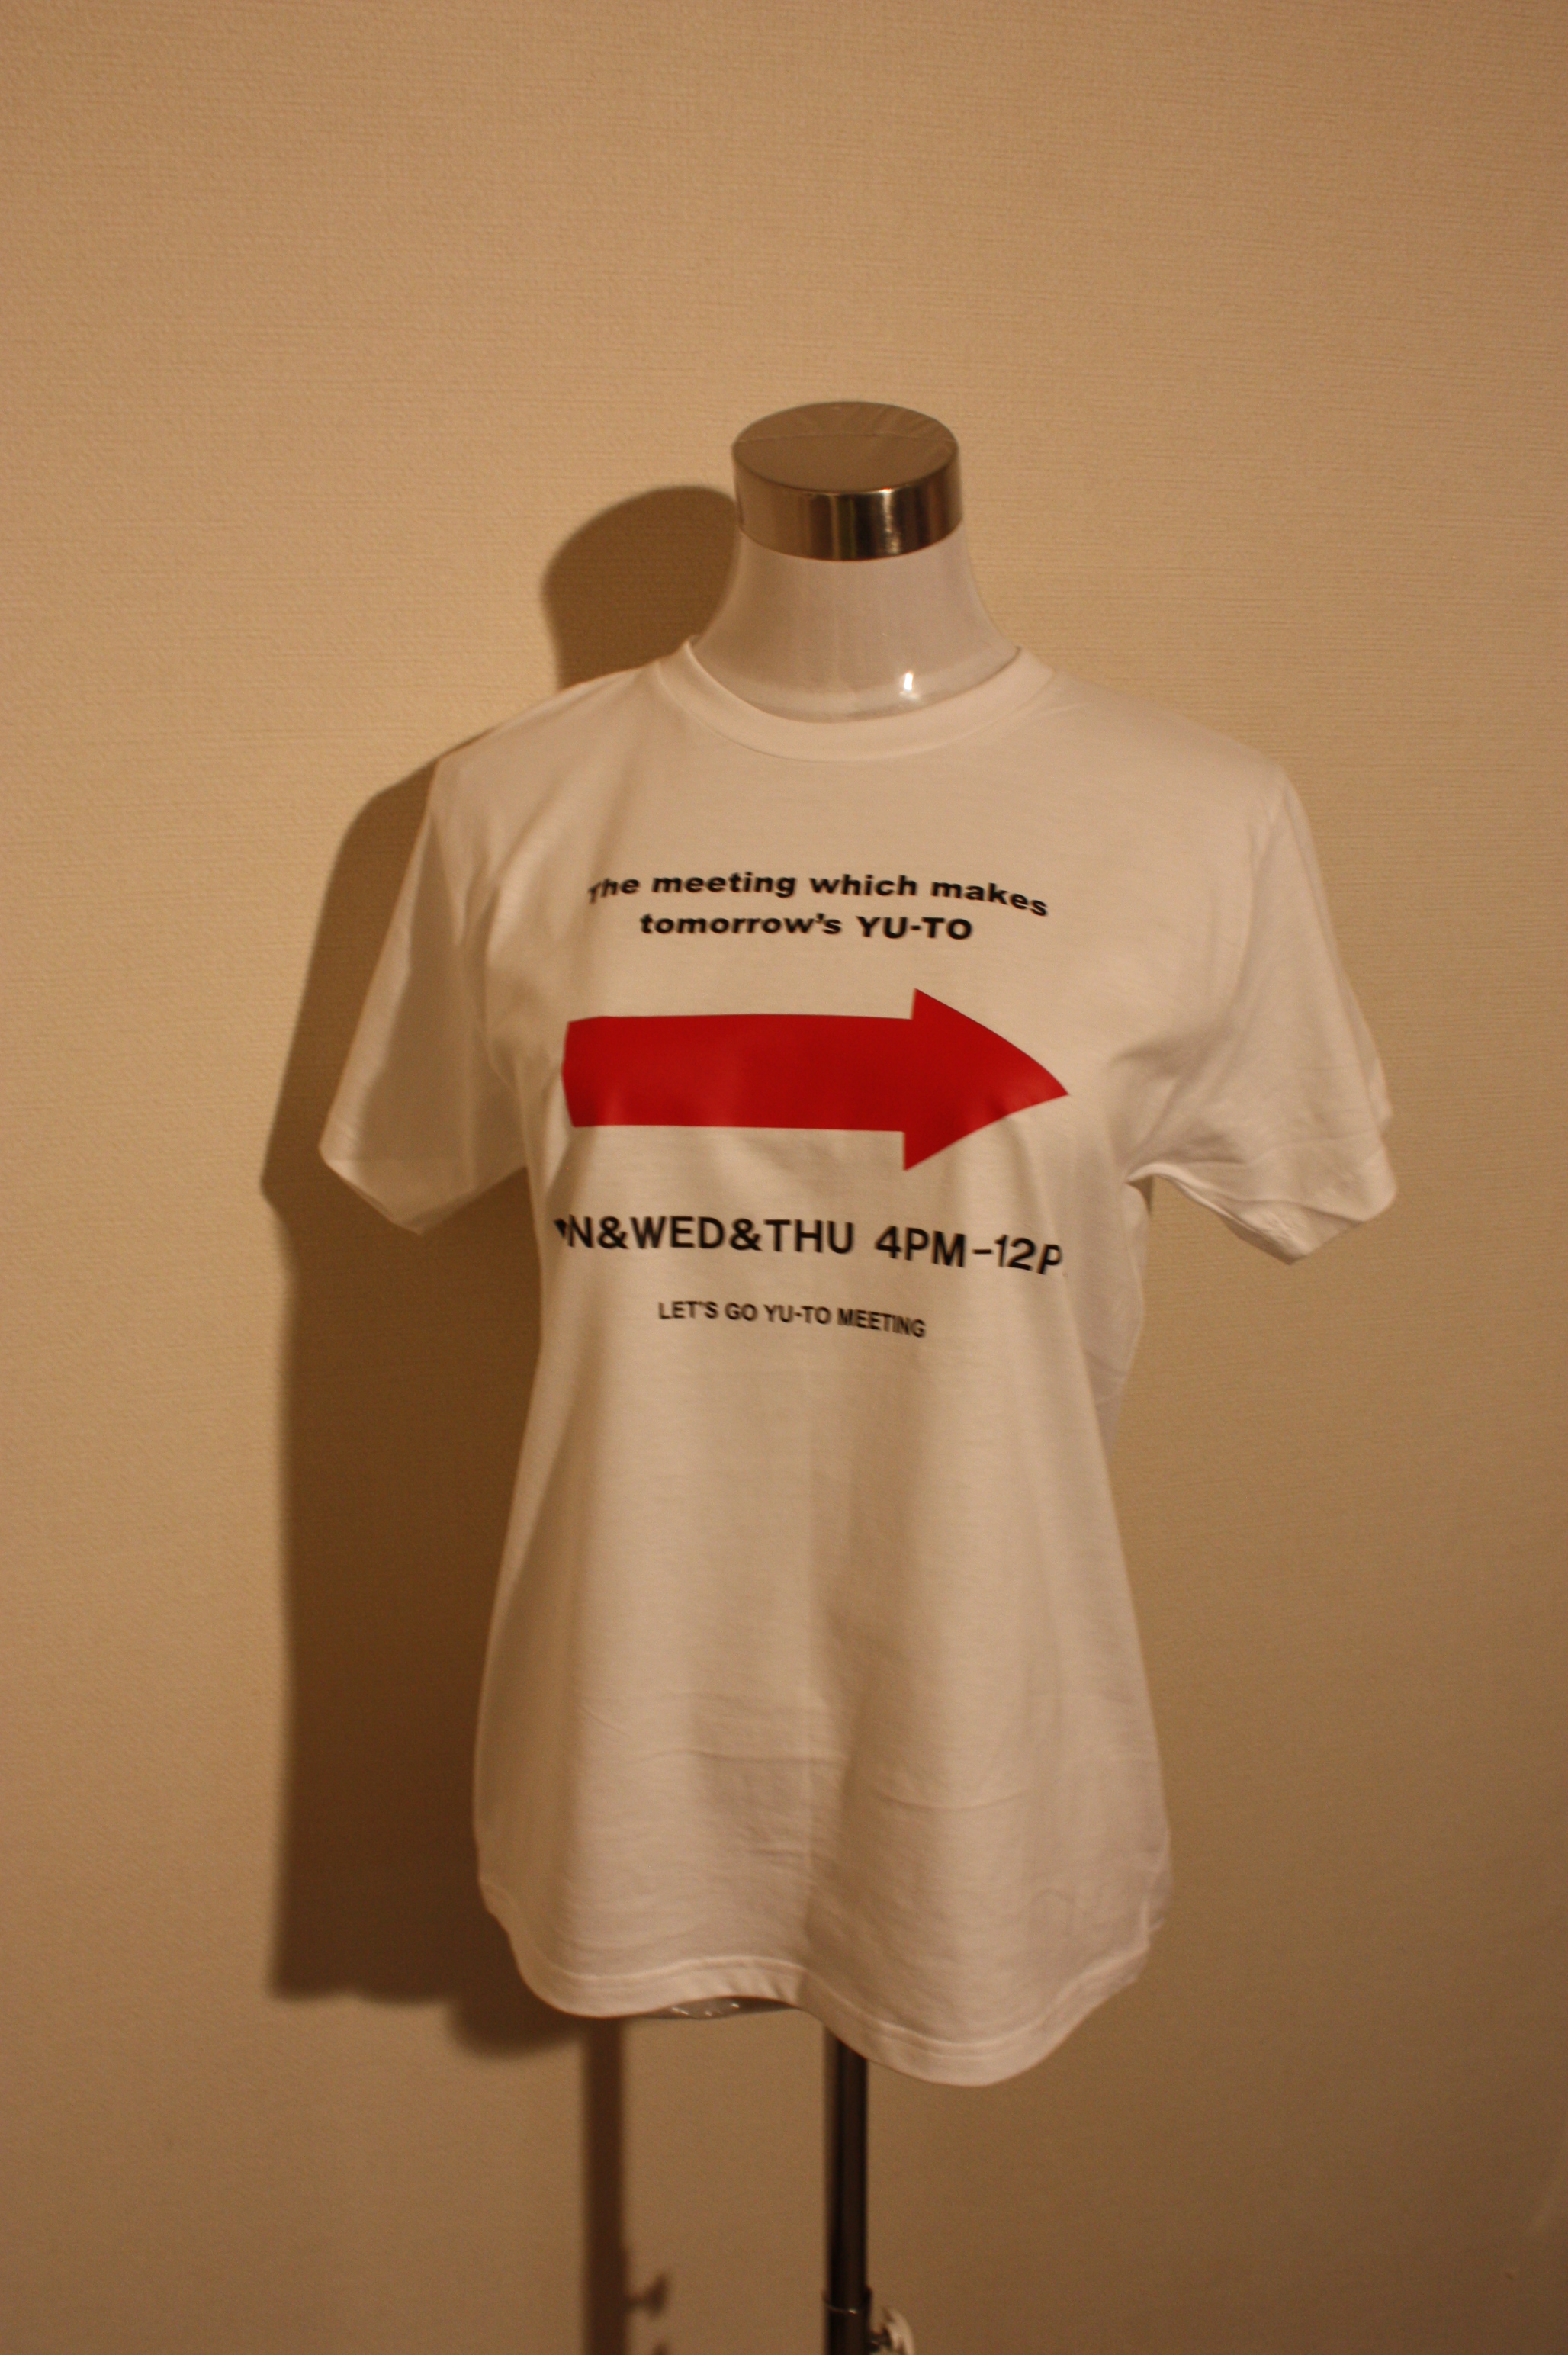 The meeting which makes
tomorrow's YU-TO
N&WED&THU 4PM-12P
LET'S GO YU-TO MEETING